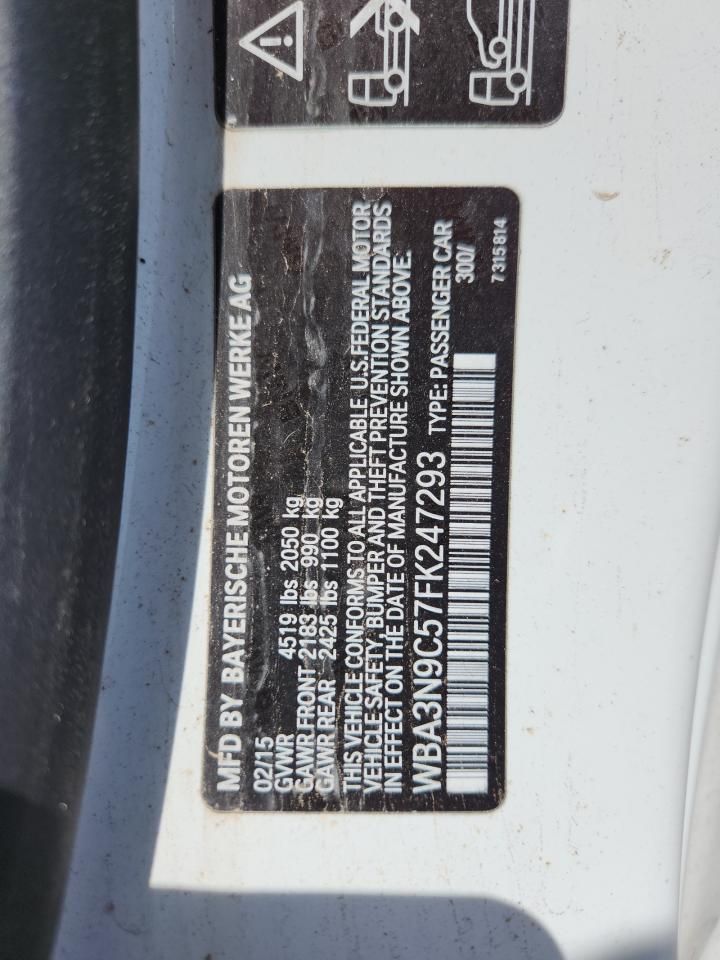 MFD BY BAYERISCHE MOTOREN WERKE AG
02/15
GVWR 4519 lbs 2050 kg
GAWR FRONT 2183 lbs 990 kg
GAWR REAR 2425 lbs 1100 kg
THIS VEHICLE CONFORMS TO ALL APPLICABLE U.S. FEDERAL MOTOR
VEHICLE SAFETY, BUMPER AND THEFT PREVENTION STANDARDS
IN EFFECT ON THE DATE OF MANUFACTURE SHOWN ABOVE.
WBA3N9C57FK247293 TYPE: PASSENGER CAR
300/
7315814